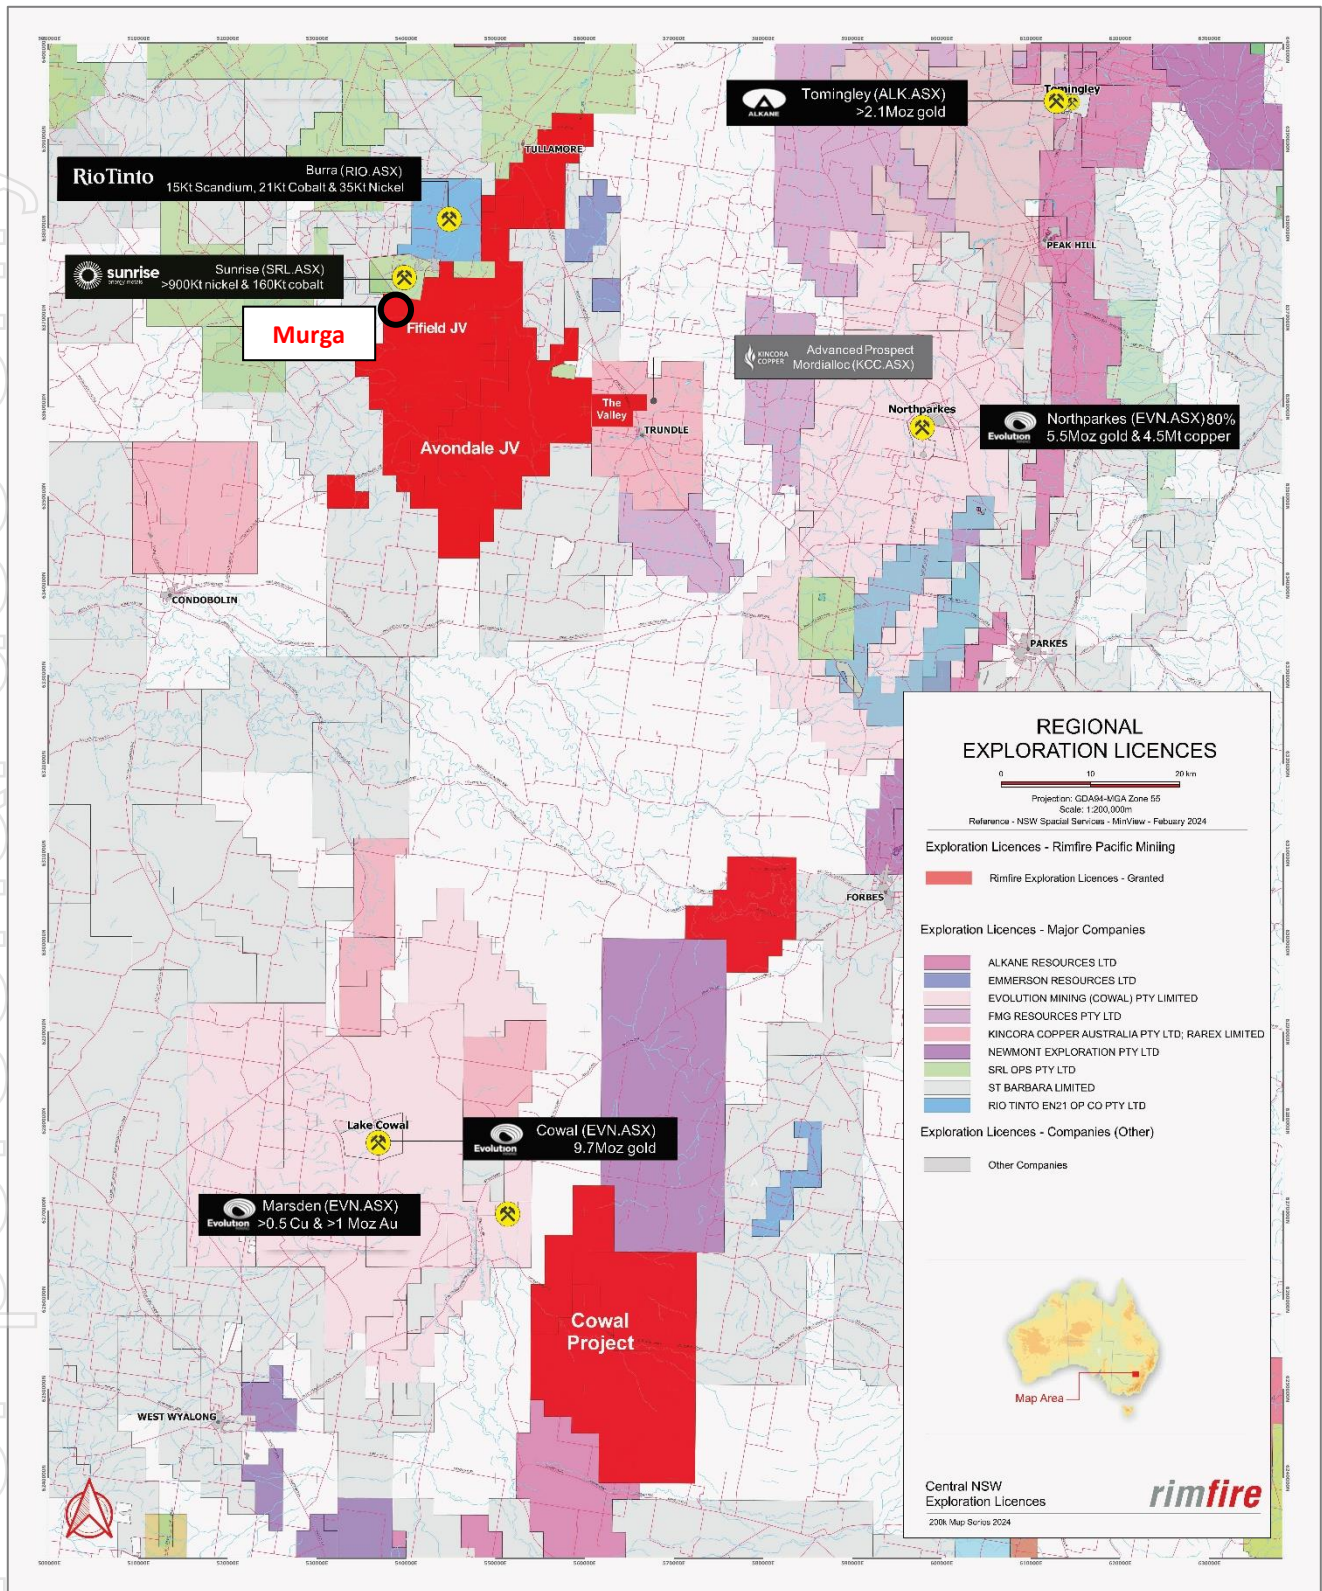 TULLAMORE
RioTinto
Burra (RIO.ASX)
15Kt Scandium, 21Kt Cobalt & 35Kt Nickel
ALKANE
Tomingley (ALK.ASX)
>2.1Moz gold
Tomingley
PEAK HILL
sunrise
energy metals
Sunrise (SRL.ASX)
>900Kt nickel & 160Kt cobalt
Murga
Fifield JV
KINCORA
COPPER
Advanced Prospect
Mordialloc (KCC.ASX)
The
Valley
TRUNDLE
Northparkes
Evolution
Northparkes (EVN.ASX) 80%
5.5Moz gold & 4.5Mt copper
Avondale JV
CONDOBOLIN
PARKES
FORBES
Lake Cowal
Evolution
Cowal (EVN.ASX)
9.7Moz gold
Evolution
Marsden (EVN.ASX)
>0.5 Cu & >1 Moz Au
Cowal
Project
WEST WYALONG
REGIONAL
EXPLORATION LICENCES
0 10 20 km
Projection: GDA94-MGA Zone 55
Scale: 1:200,000m
Reference - NSW Spacial Services - MinView - Febuary 2024
Exploration Licences - Rimfire Pacific Miniing
Rimfire Exploration Licences - Granted
Exploration Licences - Major Companies
ALKANE RESOURCES LTD
EMMERSON RESOURCES LTD
EVOLUTION MINING (COWAL) PTY LIMITED
FMG RESOURCES PTY LTD
KINCORA COPPER AUSTRALIA PTY LTD; RAREX LIMITED
NEWMONT EXPLORATION PTY LTD
SRL OPS PTY LTD
ST BARBARA LIMITED
RIO TINTO EN21 OP CO PTY LTD
Exploration Licences - Companies (Other)
Other Companies
Map Area
Central NSW
Exploration Licences
200k Map Series 2024
rimfire